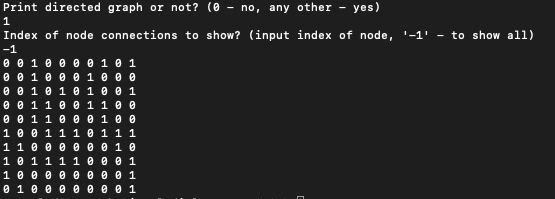 Print directed graph or not? (0 – no, any other – yes)
1
Index of node connections to show? (input index of node, '-1' – to show all)
-1
0 0 1 0 0 0 0 1 0 1
0 0 0 1 0 0 1 0 0 0
0 0 1 0 0 1 0 1 0 0
0 0 1 1 0 1 0 0 0 0
0 0 0 1 0 0 1 0 0 0
1 0 1 0 1 1 0 1 1 1
1 1 0 0 0 0 0 0 1 0
1 0 1 1 1 1 0 0 0 1
1 0 0 0 0 0 0 0 0 1
0 1 0 0 0 0 0 0 0 1